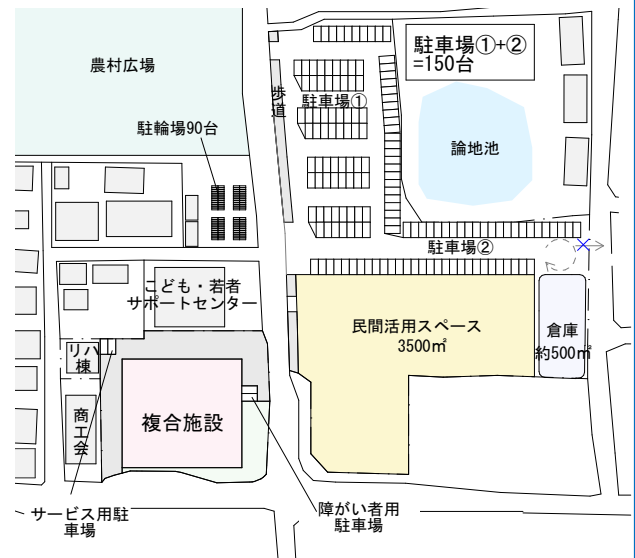 駐車場①+②
=150台
農村広場
歩道
駐車場①
駐輪場90台
論地池
駐車場②
こども・若者
サポートセンター
民間活用スペース
3500㎡
倉庫
約500㎡
リハ
棟
複合施設
商工会
サービス用駐
車場
障がい者用
駐車場